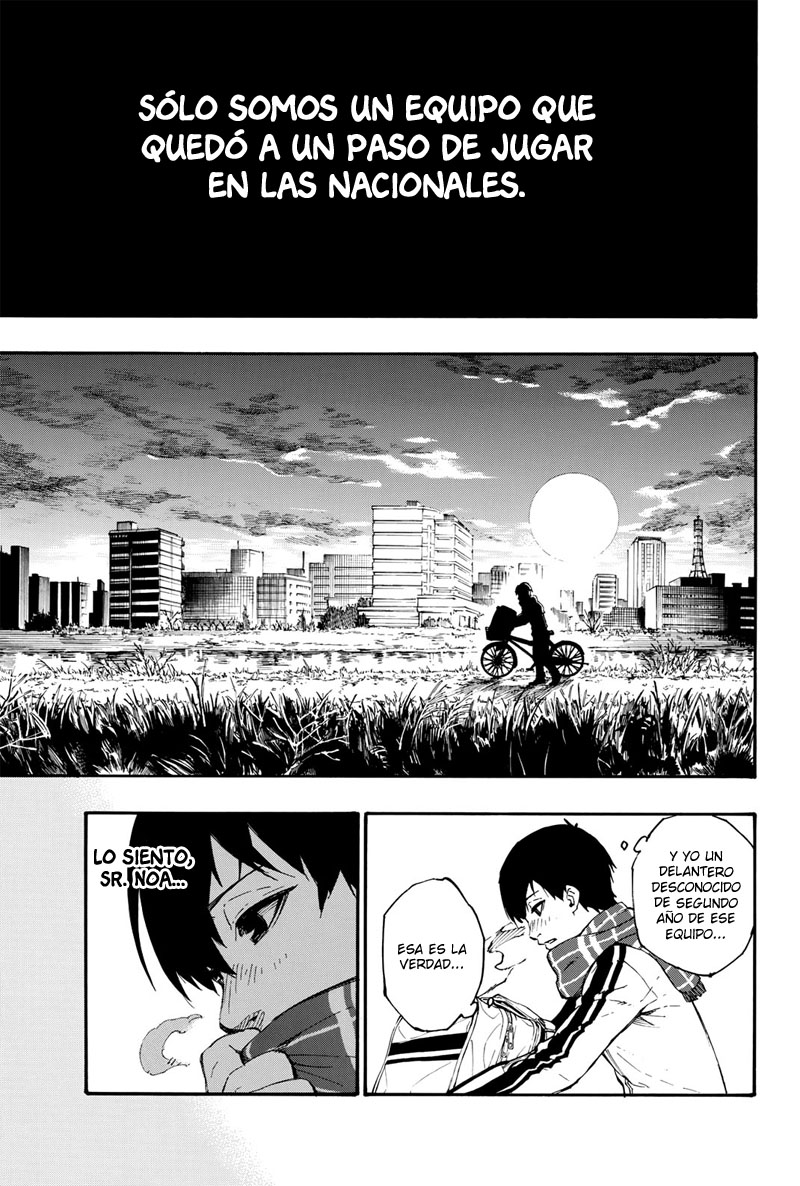 SÓLO SOMOS UN EQUIPO QUE
QUEDÓ A UN PASO DE JUGAR
EN LAS NACIONALES.
Y YO UN
DELANTERO
DESCONOCIDO
DE SEGUNDO
AÑO DE ESE
EQUIPO...
ESA ES LA
VERDAD...
LO SIENTO,
SR. NOA...